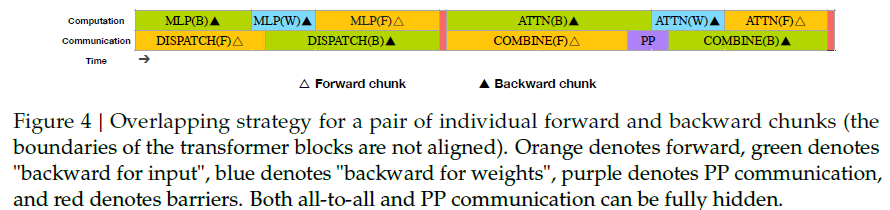 Computation MLP(B)▲ MLP(W)▲ MLP(F)△ ATTN(B)▲ ATTN(W)▲ ATTN(F)△
Communication DISPATCH(F)△ DISPATCH(B)▲ COMBINE(F)△ PP COMBINE(B)▲
Time →
△ Forward chunk ▲ Backward chunk
Figure 4 | Overlapping strategy for a pair of individual forward and backward chunks (the
boundaries of the transformer blocks are not aligned). Orange denotes forward, green denotes
"backward for input", blue denotes "backward for weights", purple denotes PP communication,
and red denotes barriers. Both all-to-all and PP communication can be fully hidden.